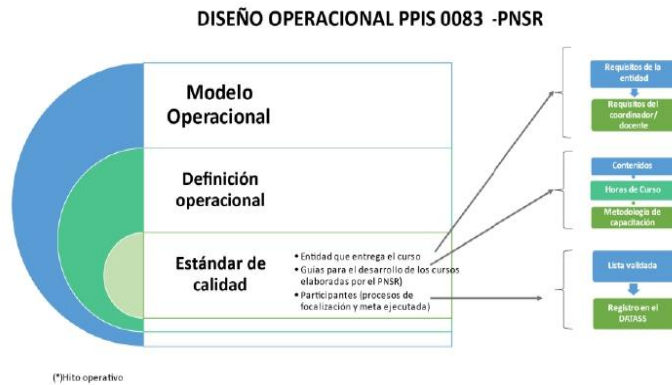 DISEÑO OPERACIONAL PPIS 0083 -PNSR
Modelo
Operacional
Definición
operacional
Estándar de
calidad
• Entidad que entrega el curso
• Guías para el desarrollo de los cursos
elaboradas por el PNSR)
• Participantes (procesos de
focalización y meta ejecutada)
Requisitos de la
entidad
Requisitos del
coordinador/
docente
Contenidos
Horas de Curso
Metodología de
capacitación
Lista validada
Registro en el
DATASS
(*)Hito operativo